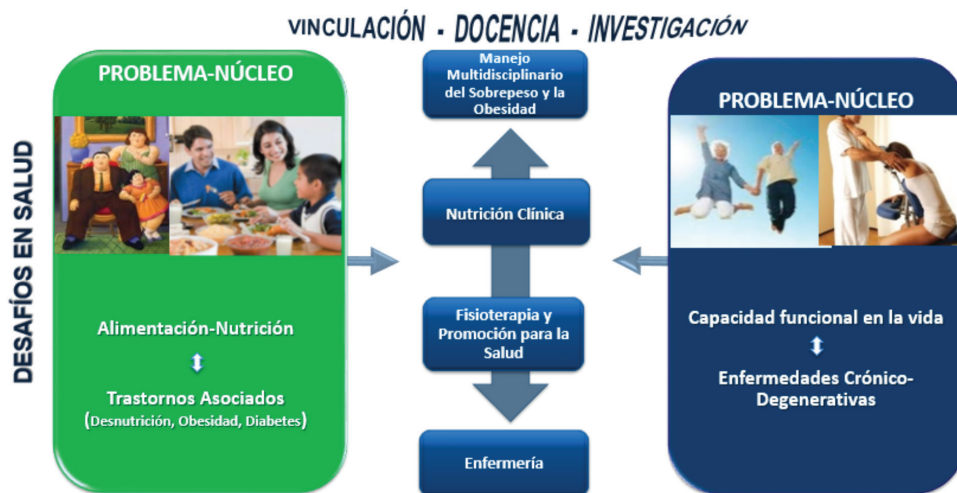 VINCULACIÓN - DOCENCIA - INVESTIGACIÓN
DESAFÍOS EN SALUD
PROBLEMA-NÚCLEO
Alimentación-Nutrición
Trastornos Asociados
(Desnutrición, Obesidad, Diabetes)
Manejo
Multidisciplinario
del Sobrepeso y la
Obesidad
Nutrición Clínica
Fisioterapia y
Promoción para la
Salud
Enfermería
PROBLEMA-NÚCLEO
Capacidad funcional en la vida
Enfermedades Crónico-
Degenerativas